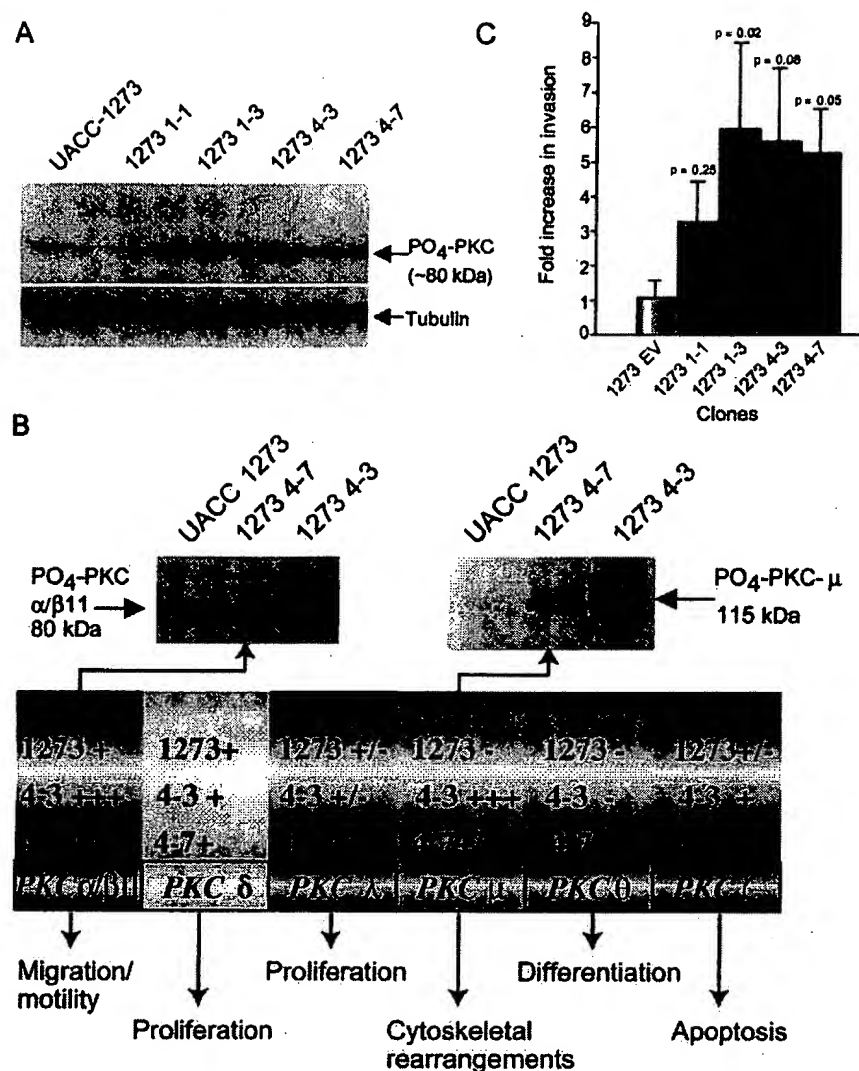 A
UACC-1273
1273 1-1
1273 1-3
1273 4-3
1273 4-7
PO₄-PKC
(~80 kDa)
Tubulin
C
Fold increase in invasion
9
8
7
6
5
4
3
2
1
0
p = 0.25
p = 0.02
p = 0.08
p = 0.05
1273 EV
1273 1-1
1273 1-3
1273 4-3
1273 4-7
Clones
B
UACC 1273
1273 4-7
1273 4-3
PO₄-PKC
α/β11
80 kDa
UACC 1273
1273 4-7
1273 4-3
PO₄-PKC-μ
115 kDa
1273 + 1273+ 1273 +/- 1273 - 1273 - 1273+/-
4-3 +++ 4-3 + 4-3 +/- 4-3 +++ 4-3 - 4-3 +
4-7+
PKC α/β11 PKC δ PKC λ PKC μ PKC θ PKC
Migration/
motility
Proliferation
Proliferation
Cytoskeletal
rearrangements
Differentiation
Apoptosis